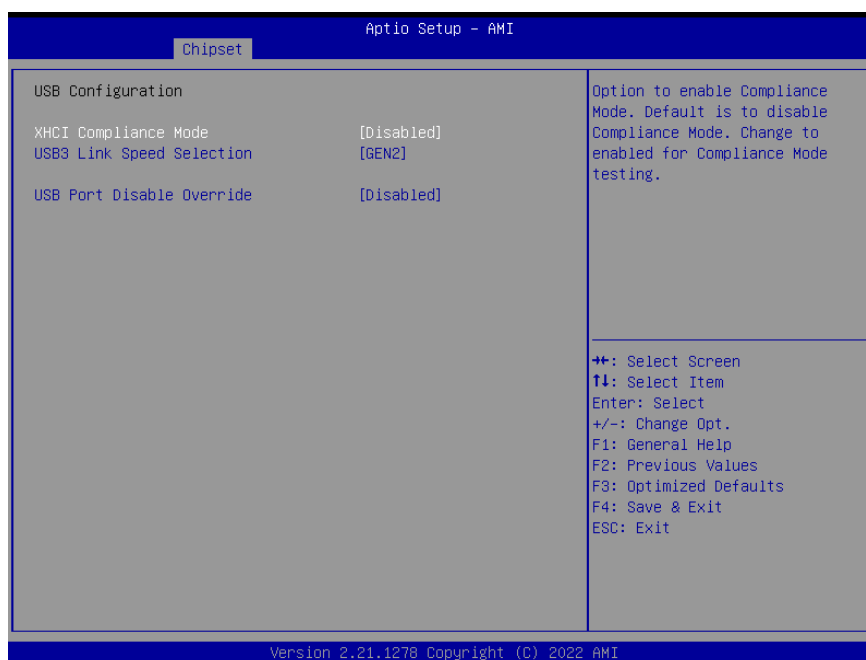 Aptio Setup – AMI
Chipset
USB Configuration
XHCI Compliance Mode [Disabled]
USB3 Link Speed Selection [GEN2]
USB Port Disable Override [Disabled]
Option to enable Compliance
Mode. Default is to disable
Compliance Mode. Change to
enabled for Compliance Mode
testing.
→←: Select Screen
↑↓: Select Item
Enter: Select
+/-: Change Opt.
F1: General Help
F2: Previous Values
F3: Optimized Defaults
F4: Save & Exit
ESC: Exit
Version 2.21.1278 Copyright (C) 2022 AMI